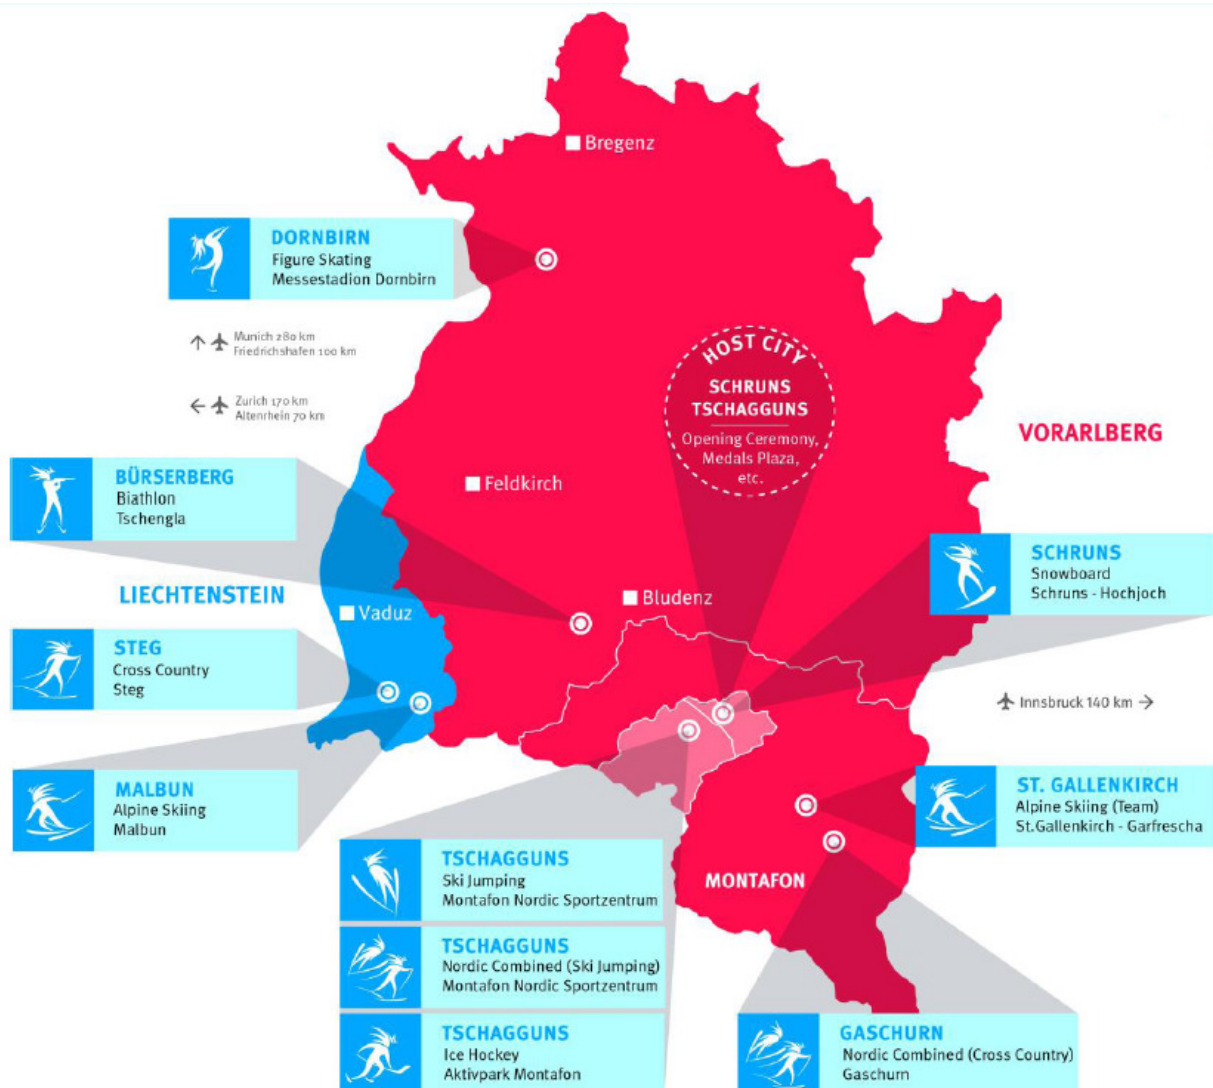 Bregenz
DORNBIRN
Figure Skating
Messestadion Dornbirn
Munich 280 km
Friedrichshafen 100 km
Zurich 170 km
Altenrhein 70 km
HOST CITY
SCHRUNS
TSCHAGGUNS
Opening Ceremony,
Medals Plaza,
etc.
VORARLBERG
BÜRSERBERG
Biathlon
Tschengla
Feldkirch
SCHRUNS
Snowboard
Schruns - Hochjoch
LIECHTENSTEIN
Vaduz
Bludenz
STEG
Cross Country
Steg
Innsbruck 140 km
MALBUN
Alpine Skiing
Malbun
ST. GALLENKIRCH
Alpine Skiing (Team)
St.Gallenkirch - Garfrescha
TSCHAGGUNS
Ski Jumping
Montafon Nordic Sportzentrum
MONTAFON
TSCHAGGUNS
Nordic Combined (Ski Jumping)
Montafon Nordic Sportzentrum
TSCHAGGUNS
Ice Hockey
Aktivpark Montafon
GASCHURN
Nordic Combined (Cross Country)
Gaschurn